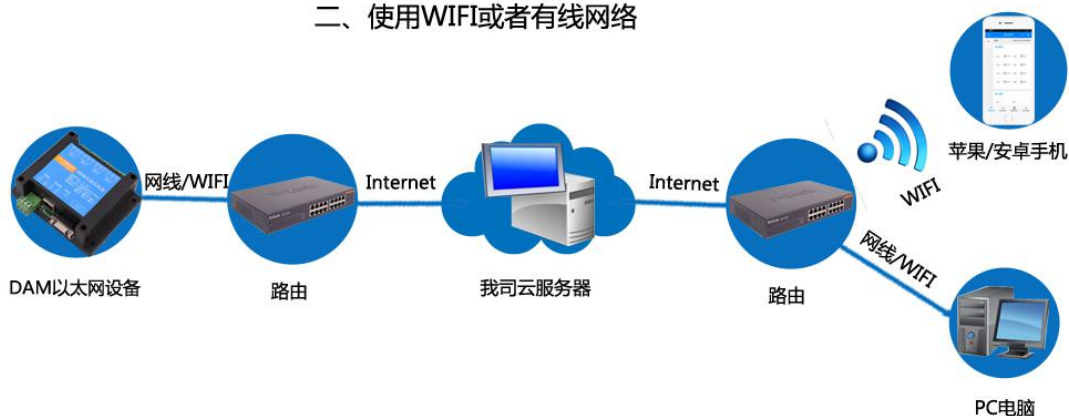 二、使用WIFI或者有线网络
苹果/安卓手机
网线/WIFI
Internet
Internet
WIFI
网线/WIFI
DAM以太网设备
路由
我司云服务器
路由
PC电脑